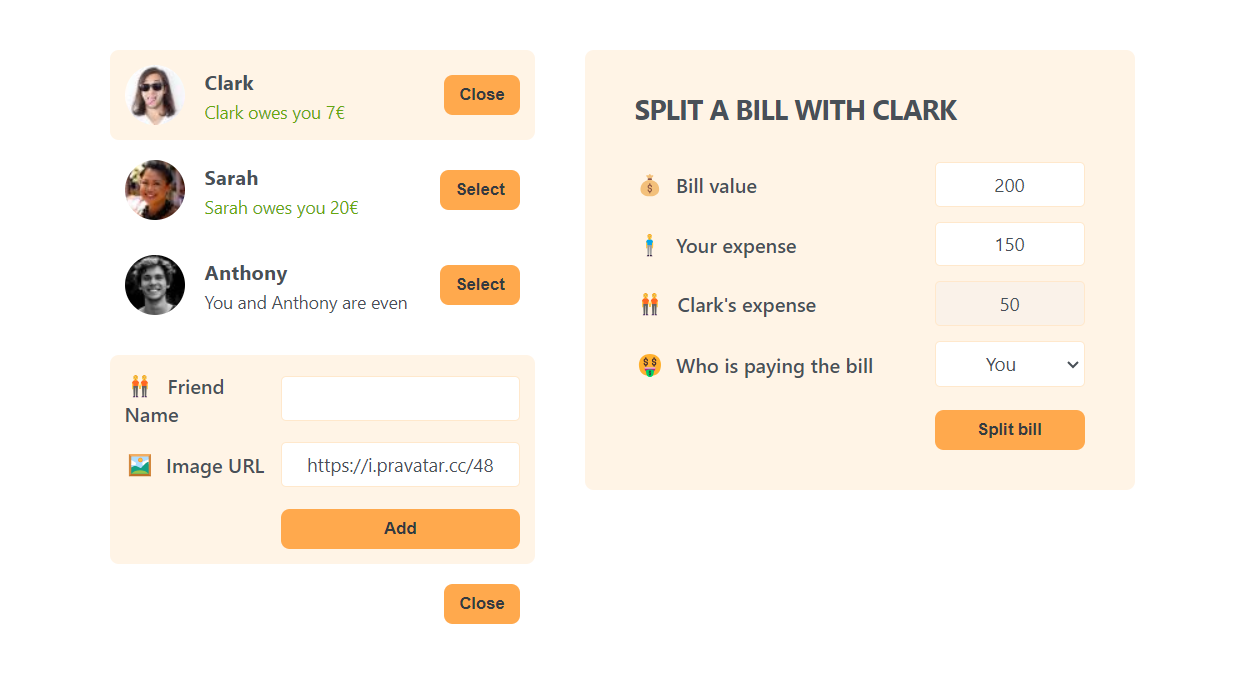 Clark
Clark owes you 7€
Close
Sarah
Sarah owes you 20€
Select
Anthony
You and Anthony are even
Select
Friend
Name
Image URL
https://i.pravatar.cc/48
Add
Close
SPLIT A BILL WITH CLARK
Bill value
200
Your expense
150
Clark's expense
50
Who is paying the bill
You
Split bill